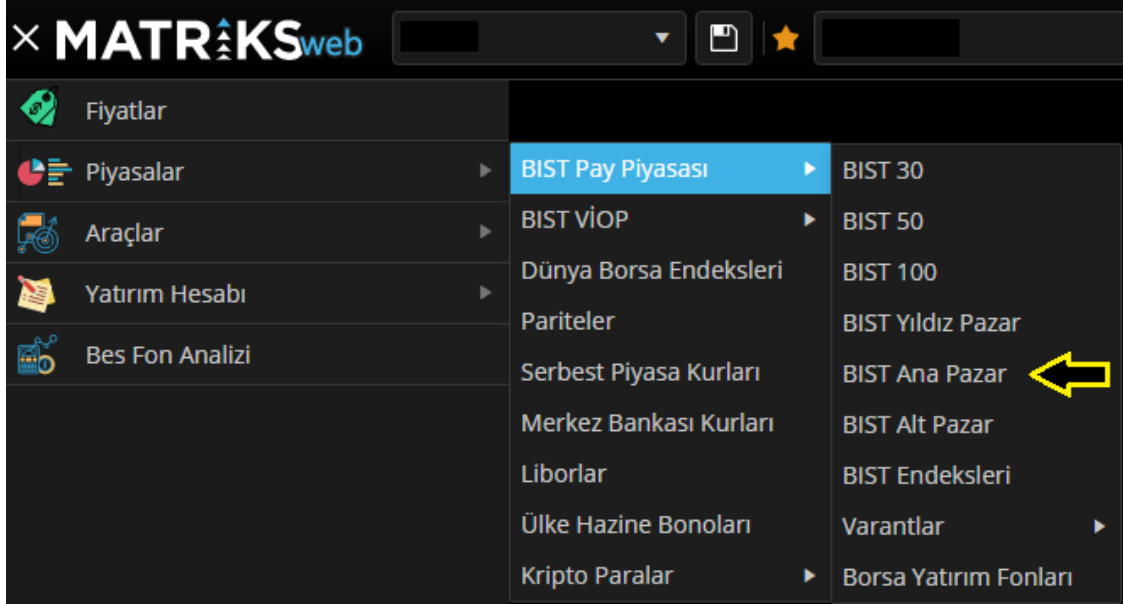 MATRİKSweb
Fiyatlar
Piyasalar
Araçlar
Yatırım Hesabı
Bes Fon Analizi
BIST Pay Piyasası
BIST VİOP
Dünya Borsa Endeksleri
Pariteler
Serbest Piyasa Kurları
Merkez Bankası Kurları
Liborlar
Ülke Hazine Bonoları
Kripto Paralar
BIST 30
BIST 50
BIST 100
BIST Yıldız Pazar
BIST Ana Pazar
BIST Alt Pazar
BIST Endeksleri
Varantlar
Borsa Yatırım Fonları